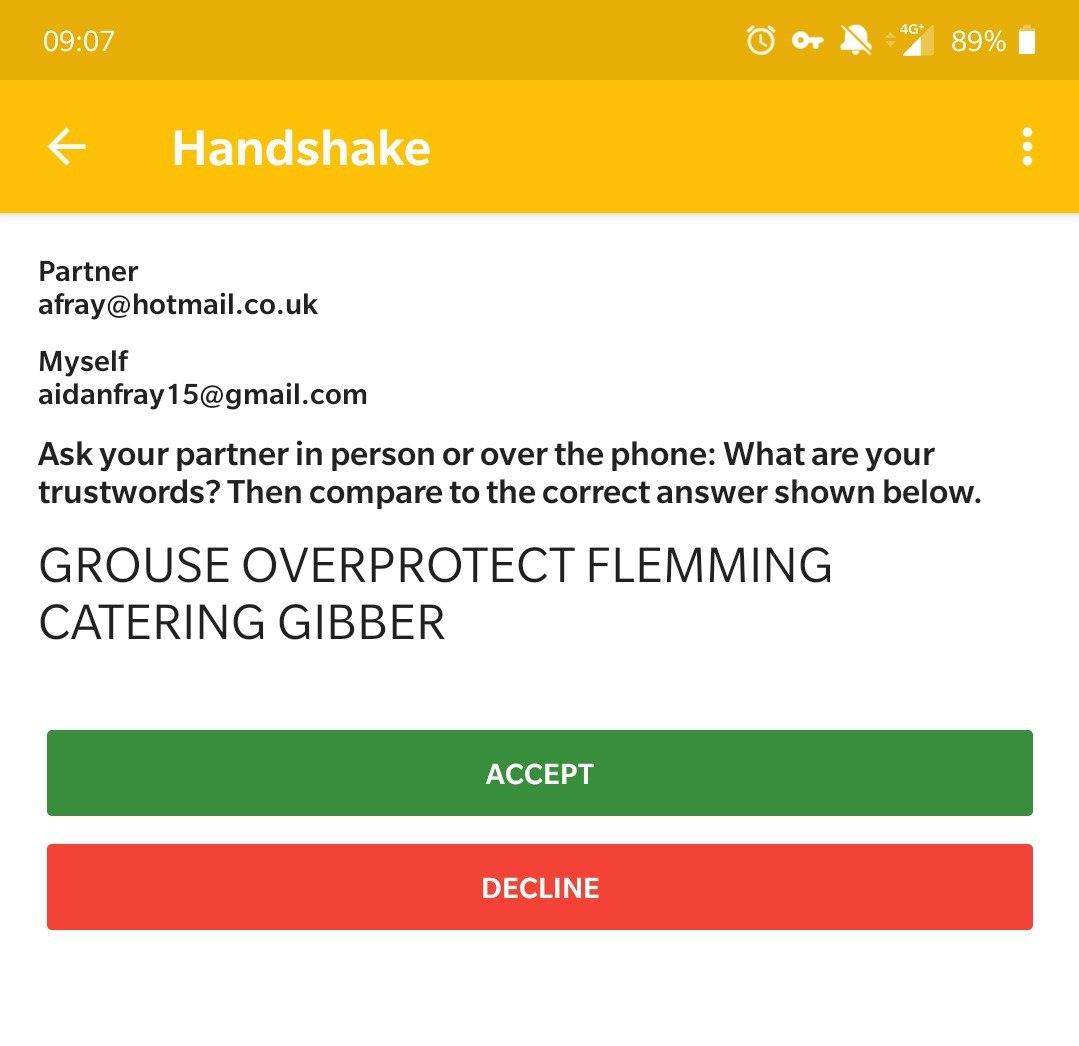 09:07 4G+ 89%
Handshake
Partner
afray@hotmail.co.uk
Myself
aidanfray15@gmail.com
Ask your partner in person or over the phone: What are your
trustwords? Then compare to the correct answer shown below.
GROUSE OVERPROTECT FLEMMING
CATERING GIBBER
ACCEPT
DECLINE